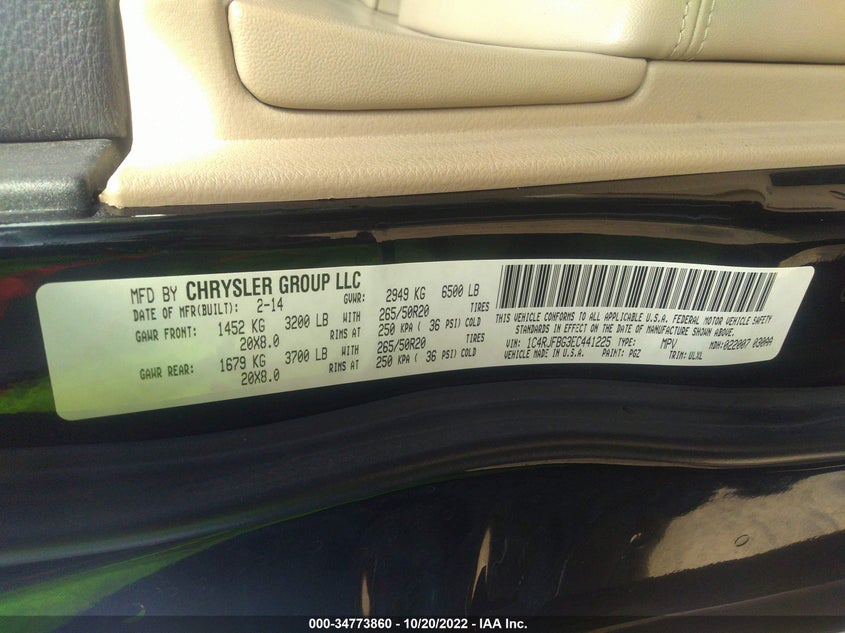 MFD BY CHRYSLER GROUP LLC
DATE OF MFR(BUILT): 2-14 GVWR: 2949 KG 6500 LB
GAWR FRONT: 1452 KG 3200 LB WITH 265/50R20 TIRES
20X8.0 RIMS AT 250 KPA ( 36 PSI) COLD
GAWR REAR: 1679 KG 3700 LB WITH 265/50R20 TIRES
20X8.0 RIMS AT 250 KPA ( 36 PSI) COLD
THIS VEHICLE CONFORMS TO ALL APPLICABLE U.S.A. FEDERAL MOTOR VEHICLE SAFETY
STANDARDS IN EFFECT ON THE DATE OF MANUFACTURE SHOWN ABOVE.
VIN: 1C4RJFBG3EC441225 TYPE: MPV MDH: 022007 030AA
VEHICLE MADE IN U.S.A. PAINT: PGZ TRIM: ULXL
000-34773860 - 10/20/2022 - IAA Inc.